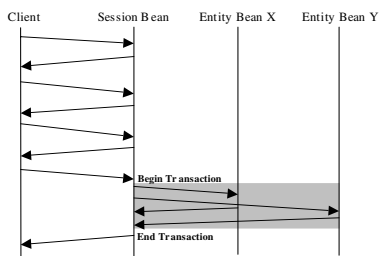 Client Session Bean Entity Bean X Entity Bean Y
Begin Transaction
End Transaction